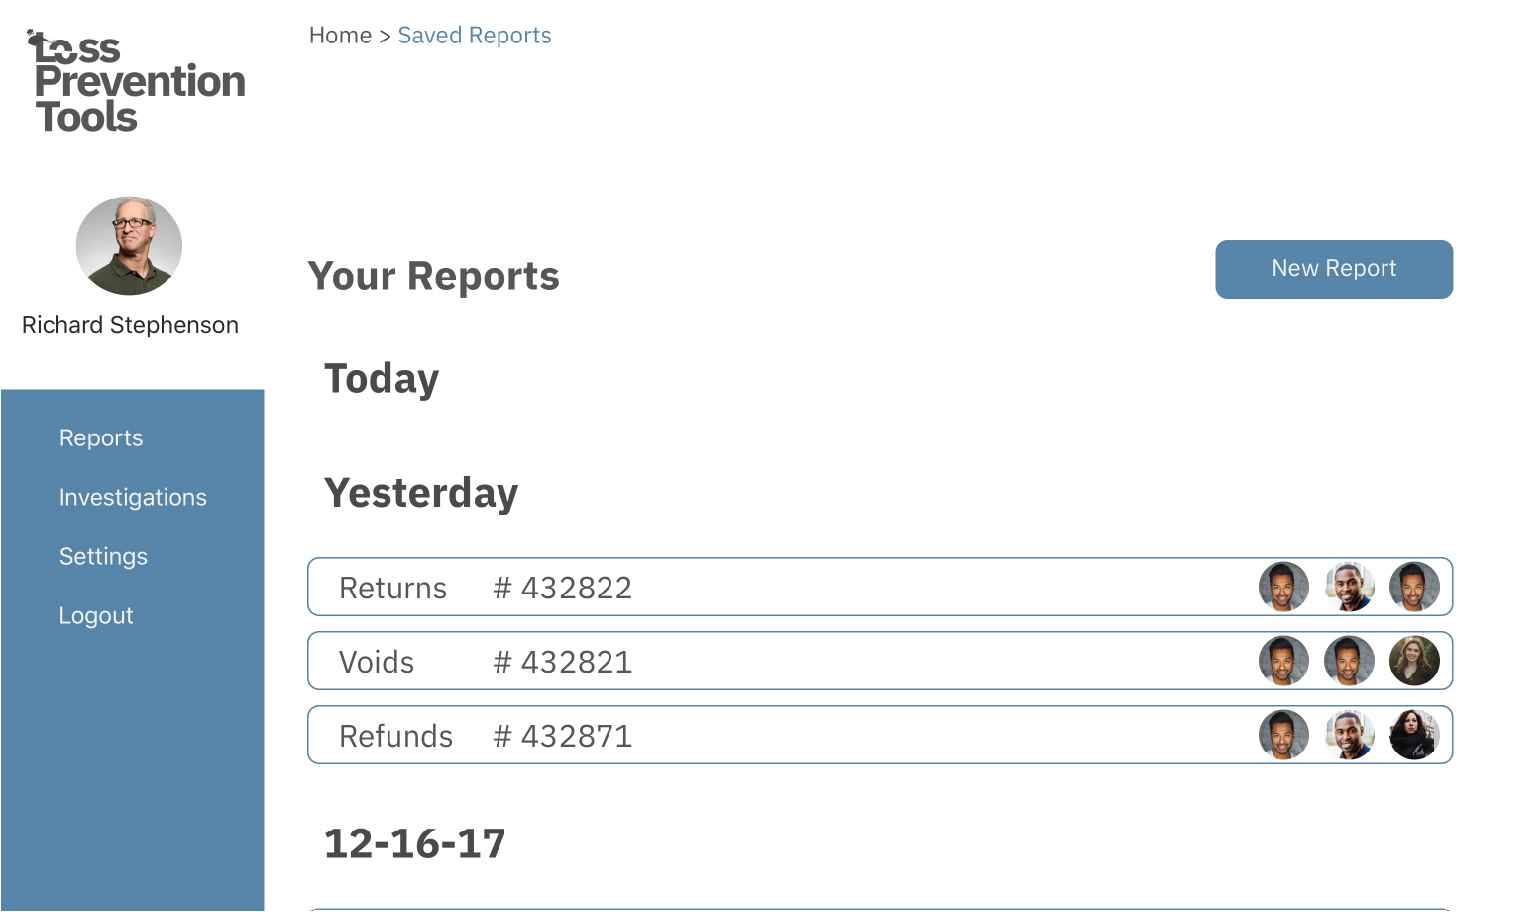 Loss
Prevention
Tools
Home > Saved Reports
Richard Stephenson
Reports
Investigations
Settings
Logout
Your Reports
New Report
Today
Yesterday
Returns # 432822
Voids # 432821
Refunds # 432871
12-16-17